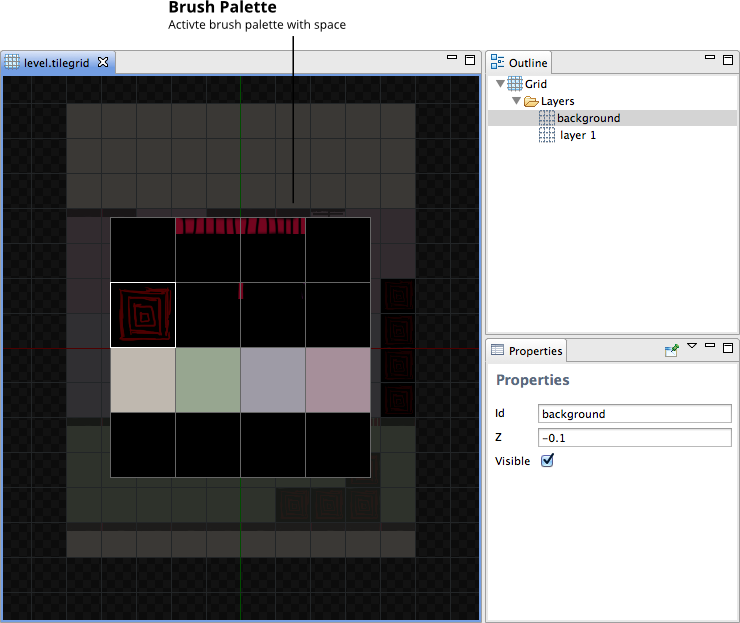 Brush Palette
Activte brush palette with space
level.tilegrid
Outline
Grid
Layers
background
layer 1
Properties
Properties
Id
background
Z
-0.1
Visible